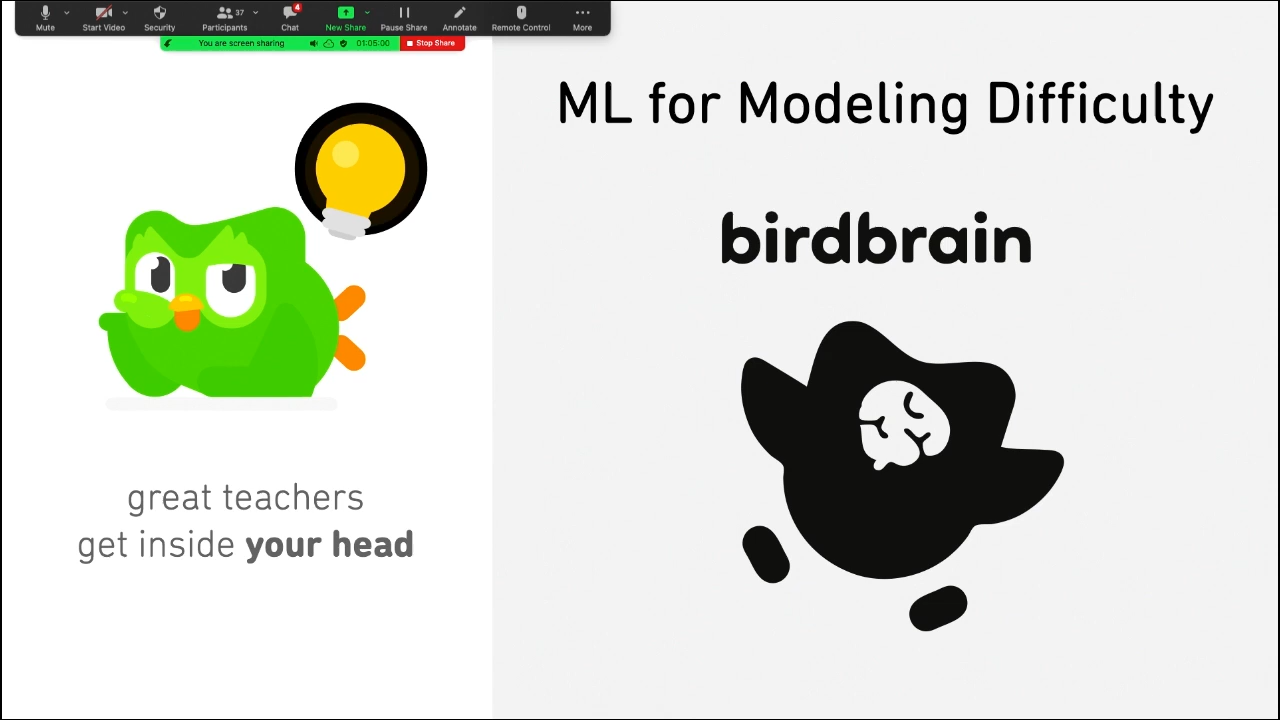 Mute
Start Video
Security
Participants
37
Chat
4
New Share
Pause Share
Annotate
Remote Control
More
You are screen sharing
01:05:00
Stop Share
ML for Modeling Difficulty
birdbrain
great teachers
get inside your head